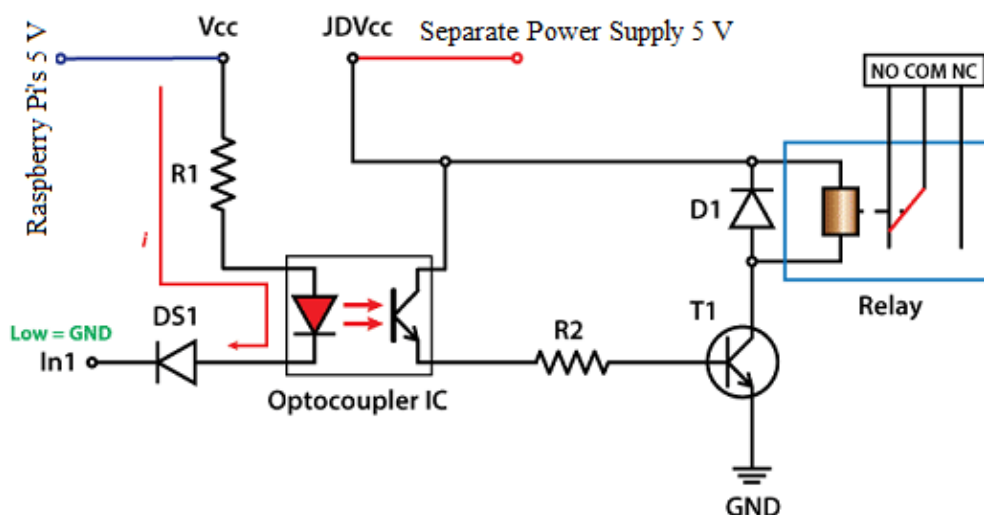 Vcc
JDVcc
Separate Power Supply 5 V
Raspberry Pi's 5 V
NO COM NC
R1
D1
i
Relay
DS1
T1
Low = GND
R2
In1
Optocoupler IC
GND